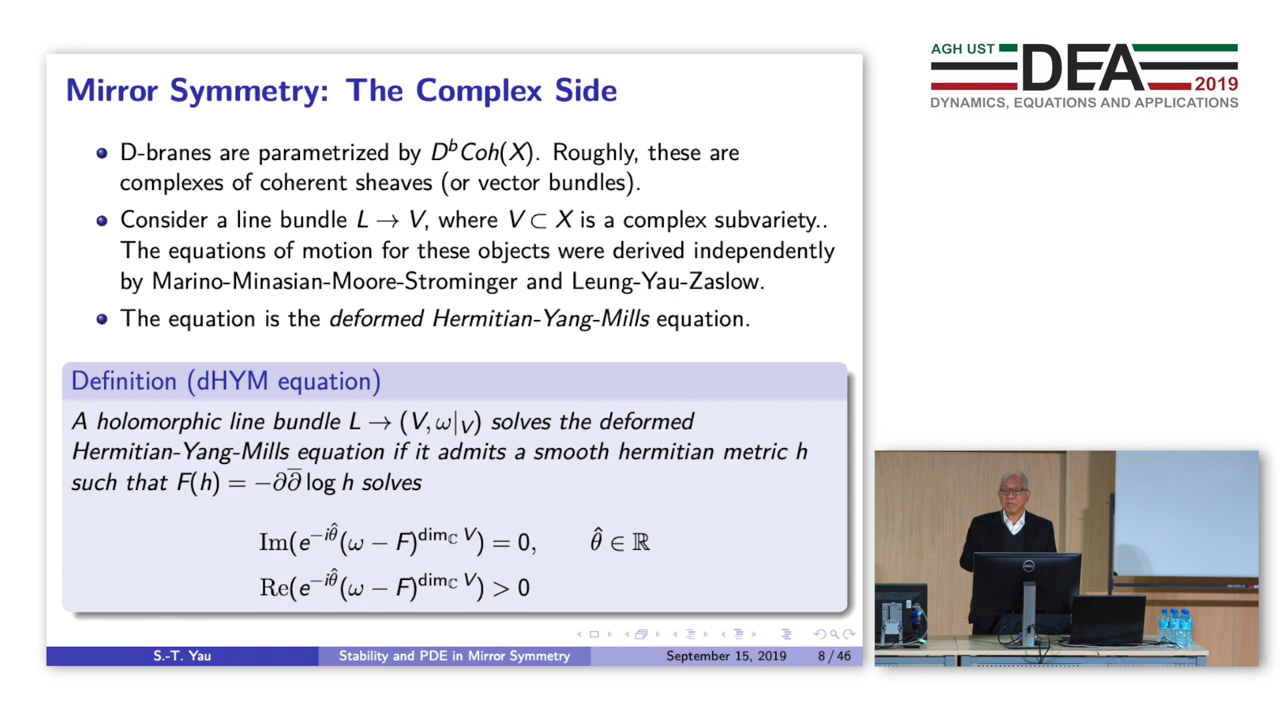 Mirror Symmetry: The Complex Side
D-branes are parametrized by DᵇCoh(X). Roughly, these are
complexes of coherent sheaves (or vector bundles).
Consider a line bundle L → V, where V ⊂ X is a complex subvariety..
The equations of motion for these objects were derived independently
by Marino-Minasian-Moore-Strominger and Leung-Yau-Zaslow.
The equation is the deformed Hermitian-Yang-Mills equation.
Definition (dHYM equation)
A holomorphic line bundle L → (V, ω|_V) solves the deformed
Hermitian-Yang-Mills equation if it admits a smooth hermitian metric h
such that F(h) = −∂∂̅ log h solves
Im(e^{−iθ̂}(ω − F)^{dim_ℂ V}) = 0, θ̂ ∈ ℝ
Re(e^{−iθ̂}(ω − F)^{dim_ℂ V}) > 0
S.-T. Yau Stability and PDE in Mirror Symmetry September 15, 2019 8 / 46
AGH UST
DEA
2019
DYNAMICS, EQUATIONS AND APPLICATIONS
DELL